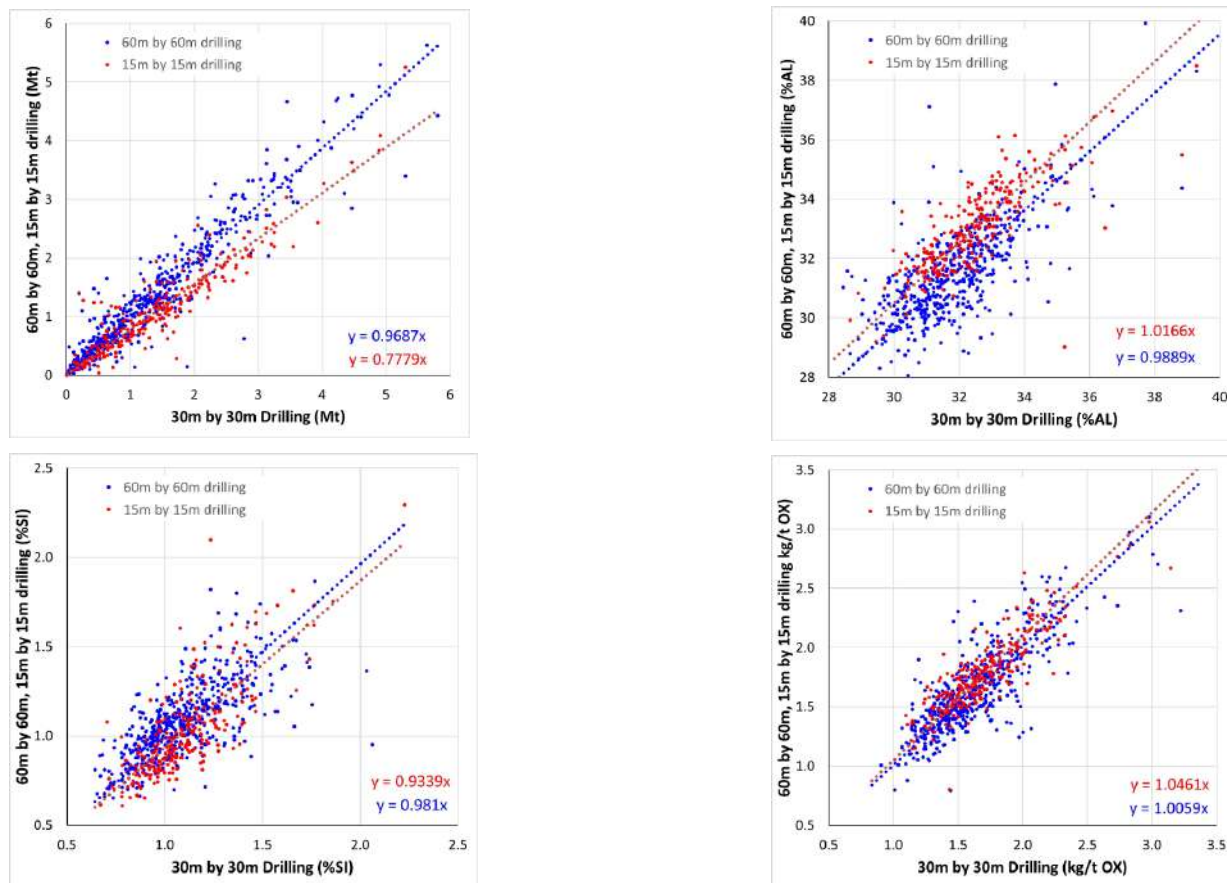 60m by 60m, 15m by 15m drilling (Mt)
6
5
4
3
2
1
0
60m by 60m drilling
15m by 15m drilling
y = 0.9687x
y = 0.7779x
0 1 2 3 4 5 6
30m by 30m Drilling (Mt)
60m by 60m, 15m by 15m drilling (%AL)
40
38
36
34
32
30
28
60m by 60m drilling
15m by 15m drilling
y = 1.0166x
y = 0.9889x
28 30 32 34 36 38 40
30m by 30m Drilling (%AL)
60m by 60m, 15m by 15m drilling (%SI)
2.5
2.0
1.5
1.0
0.5
60m by 60m drilling
15m by 15m drilling
y = 0.9339x
y = 0.981x
0.5 1.0 1.5 2.0 2.5
30m by 30m Drilling (%SI)
60m by 60m, 15m by 15m drilling kg/t OX)
3.5
3.0
2.5
2.0
1.5
1.0
0.5
60m by 60m drilling
15m by 15m drilling
y = 1.0461x
y = 1.0059x
0.5 1.0 1.5 2.0 2.5 3.0 3.5
30m by 30m Drilling (kg/t OX)